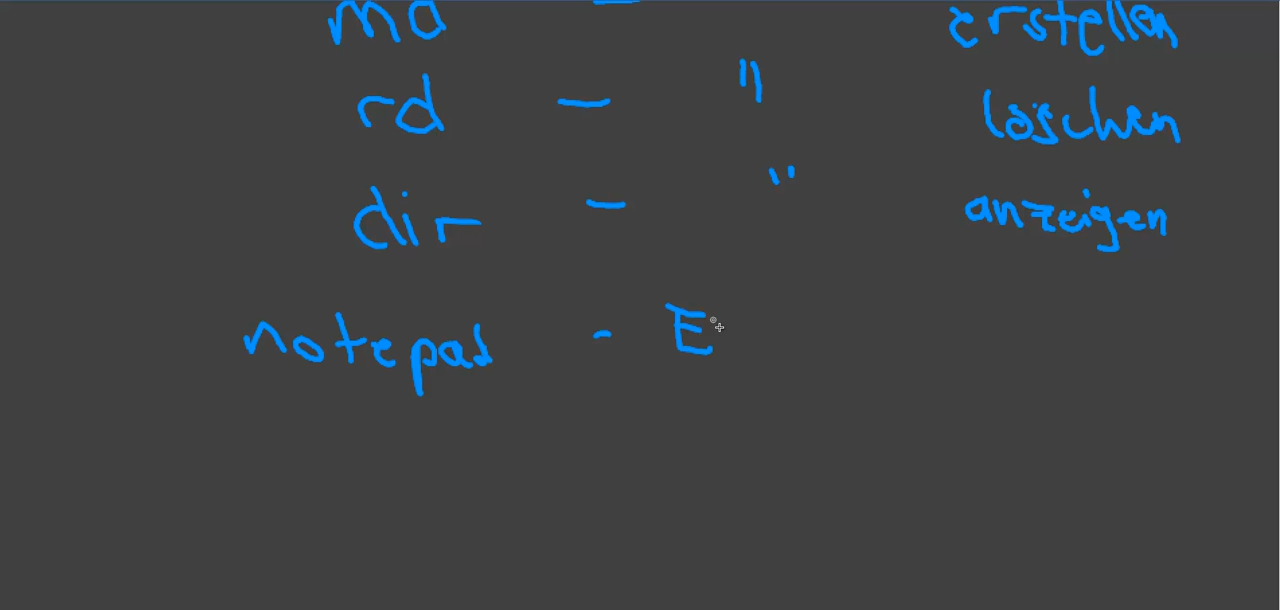 md - erstellen
rd - " löschen
dir - " anzeigen
notepad - E